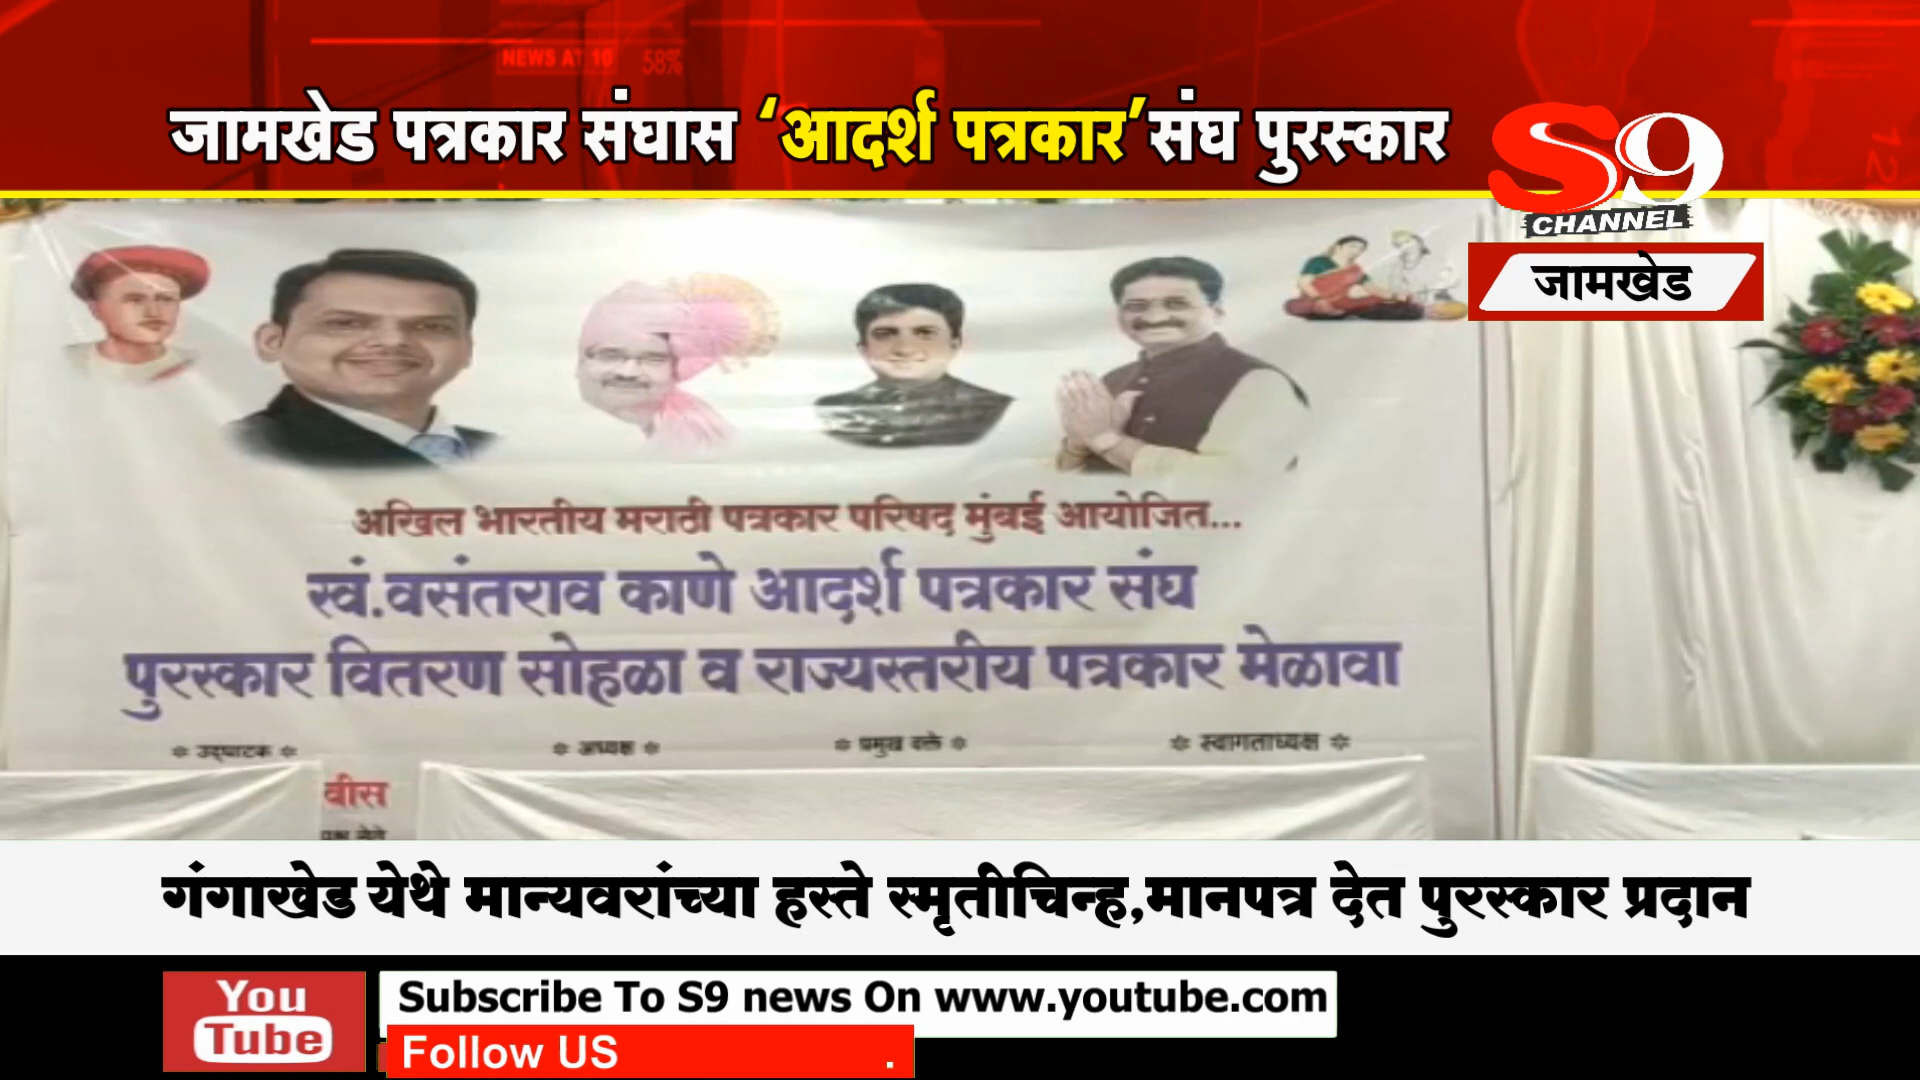 NEWS AT 10 58%
जामखेड पत्रकार संघास ‘आदर्श पत्रकार’संघ पुरस्कार
S9
CHANNEL
जामखेड
अखिल भारतीय मराठी पत्रकार परिषद मुंबई आयोजित...
स्वं.वसंतराव काणे आदर्श पत्रकार संघ
पुरस्कार वितरण सोहळा व राज्यस्तरीय पत्रकार मेळावा
उद्घाटक अध्यक्ष प्रमुख वक्ते स्वागताध्यक्ष
वीस
गंगाखेड येथे मान्यवरांच्या हस्ते स्मृतीचिन्ह,मानपत्र देत पुरस्कार प्रदान
You Tube
Subscribe To S9 news On www.youtube.com
Follow US .